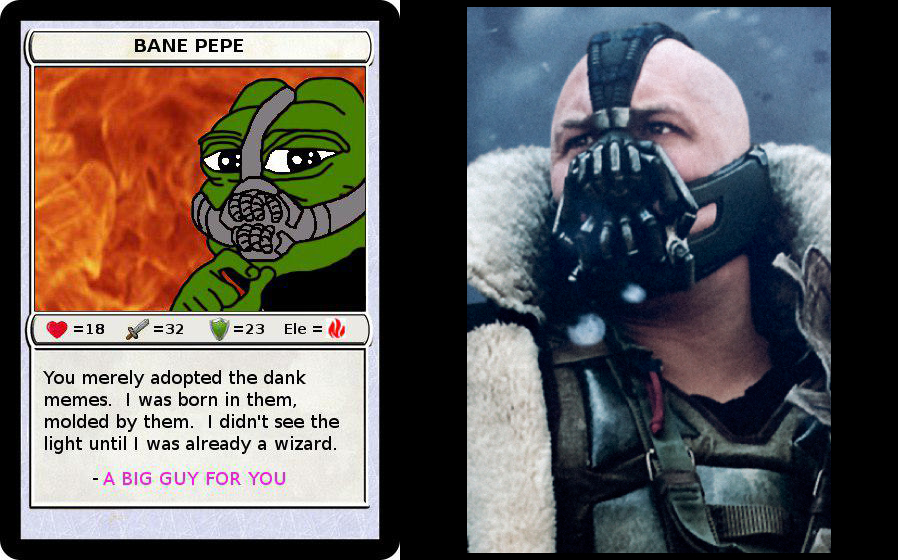 BANE PEPE
=18 =32 =23 Ele =
You merely adopted the dank
memes. I was born in them,
molded by them. I didn't see the
light until I was already a wizard.
- A BIG GUY FOR YOU